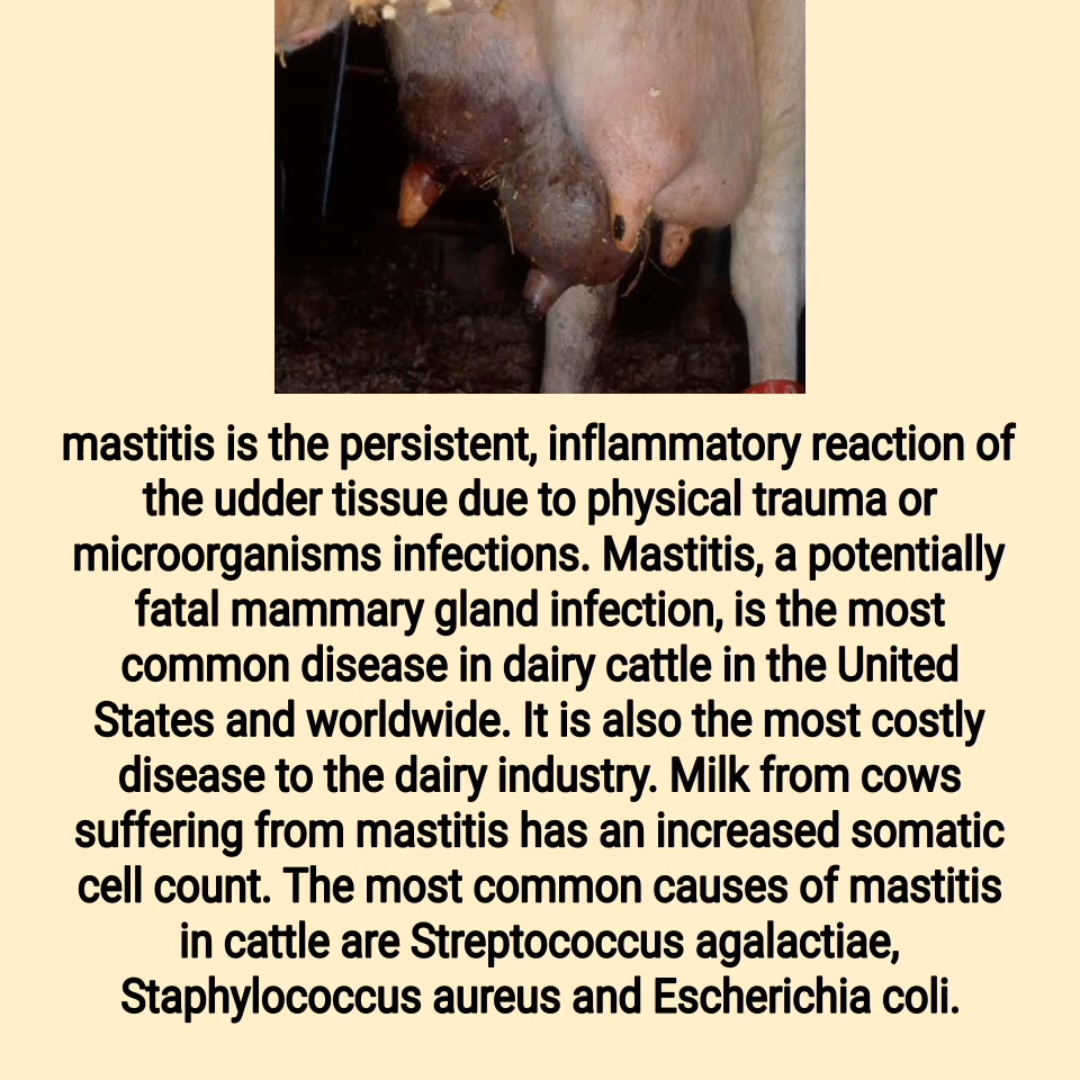 mastitis is the persistent, inflammatory reaction of
the udder tissue due to physical trauma or
microorganisms infections. Mastitis, a potentially
fatal mammary gland infection, is the most
common disease in dairy cattle in the United
States and worldwide. It is also the most costly
disease to the dairy industry. Milk from cows
suffering from mastitis has an increased somatic
cell count. The most common causes of mastitis
in cattle are Streptococcus agalactiae,
Staphylococcus aureus and Escherichia coli.